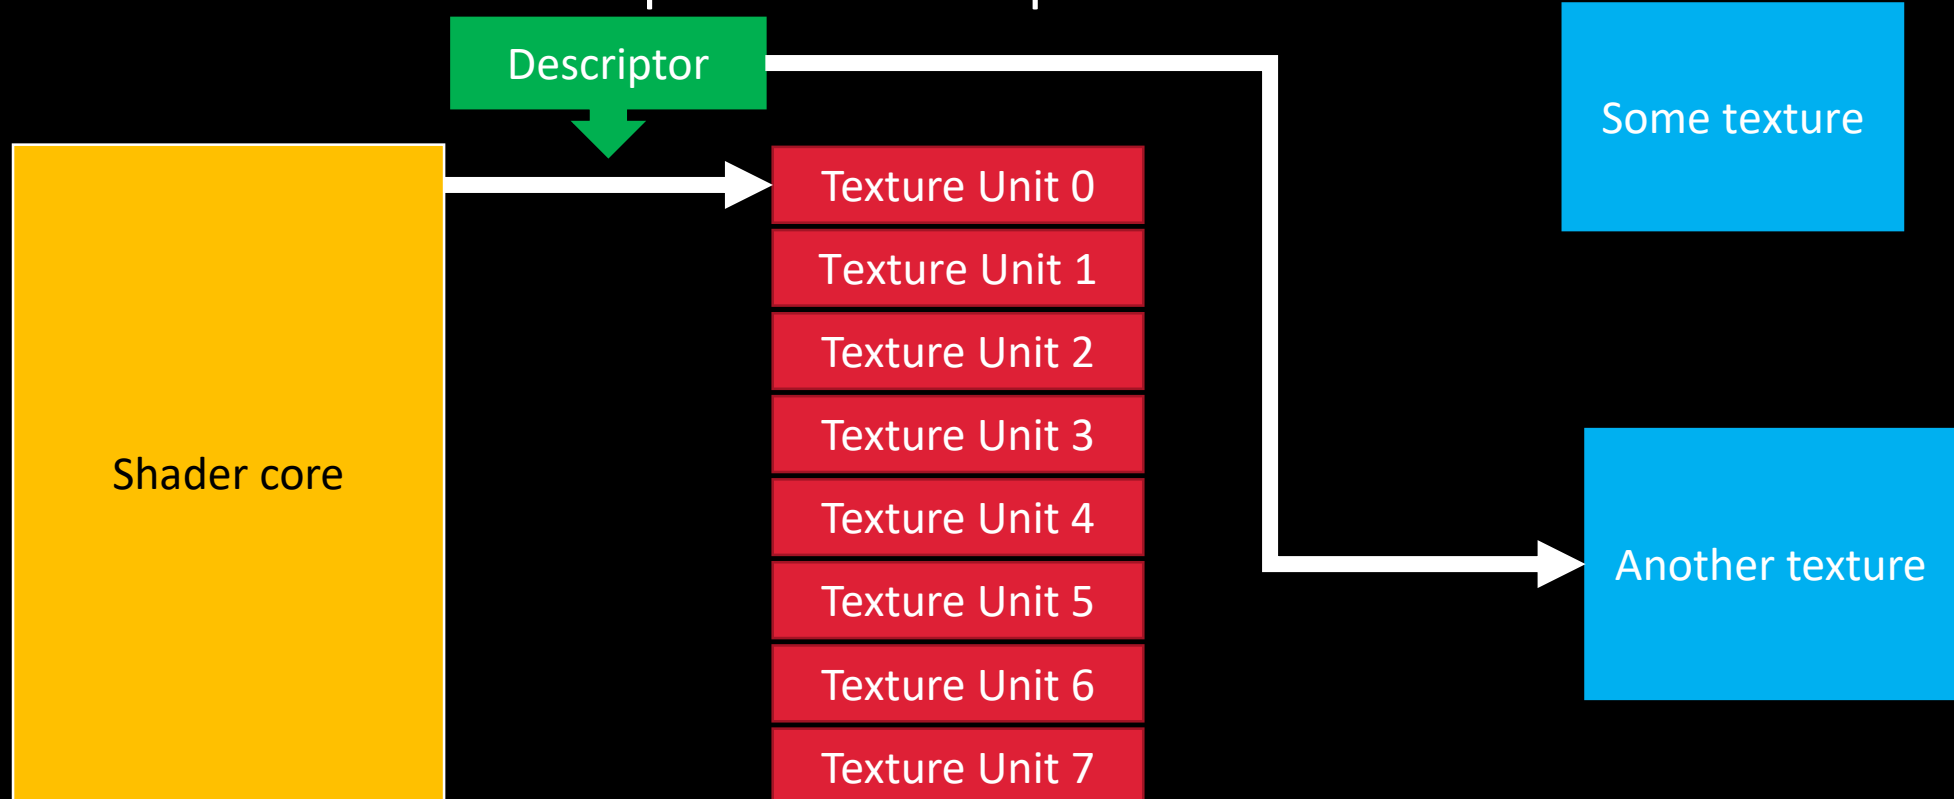 Descriptor
Some texture
Shader core
Texture Unit 0
Texture Unit 1
Texture Unit 2
Texture Unit 3
Texture Unit 4
Texture Unit 5
Texture Unit 6
Texture Unit 7
Another texture